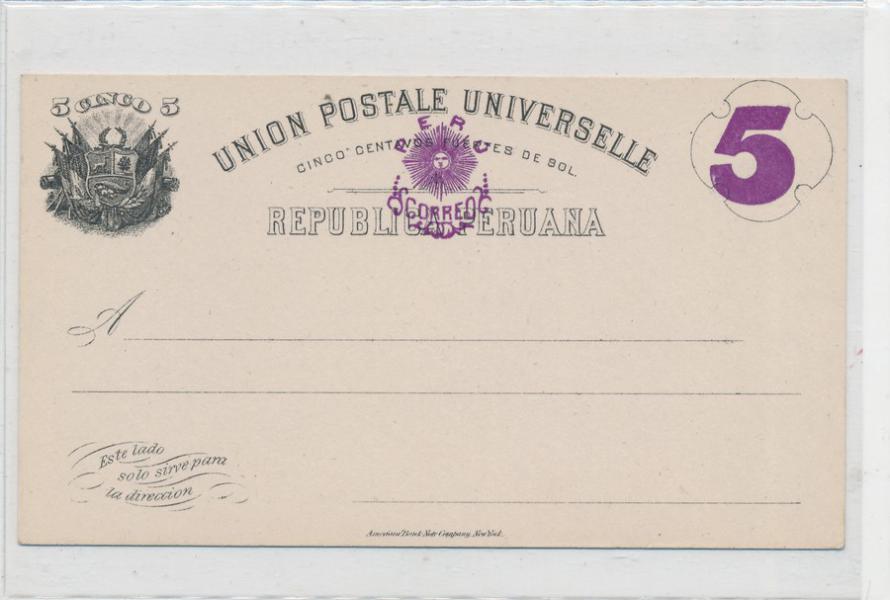 5 CINCO 5
UNION POSTALE UNIVERSELLE
CINCO CENTAVOS FUERTES DE SOL.
PERU
CORREOS
REPUBLICA PERUANA
5
A
Este lado
solo sirve para
la direccion
American Bank Note Company, New York.